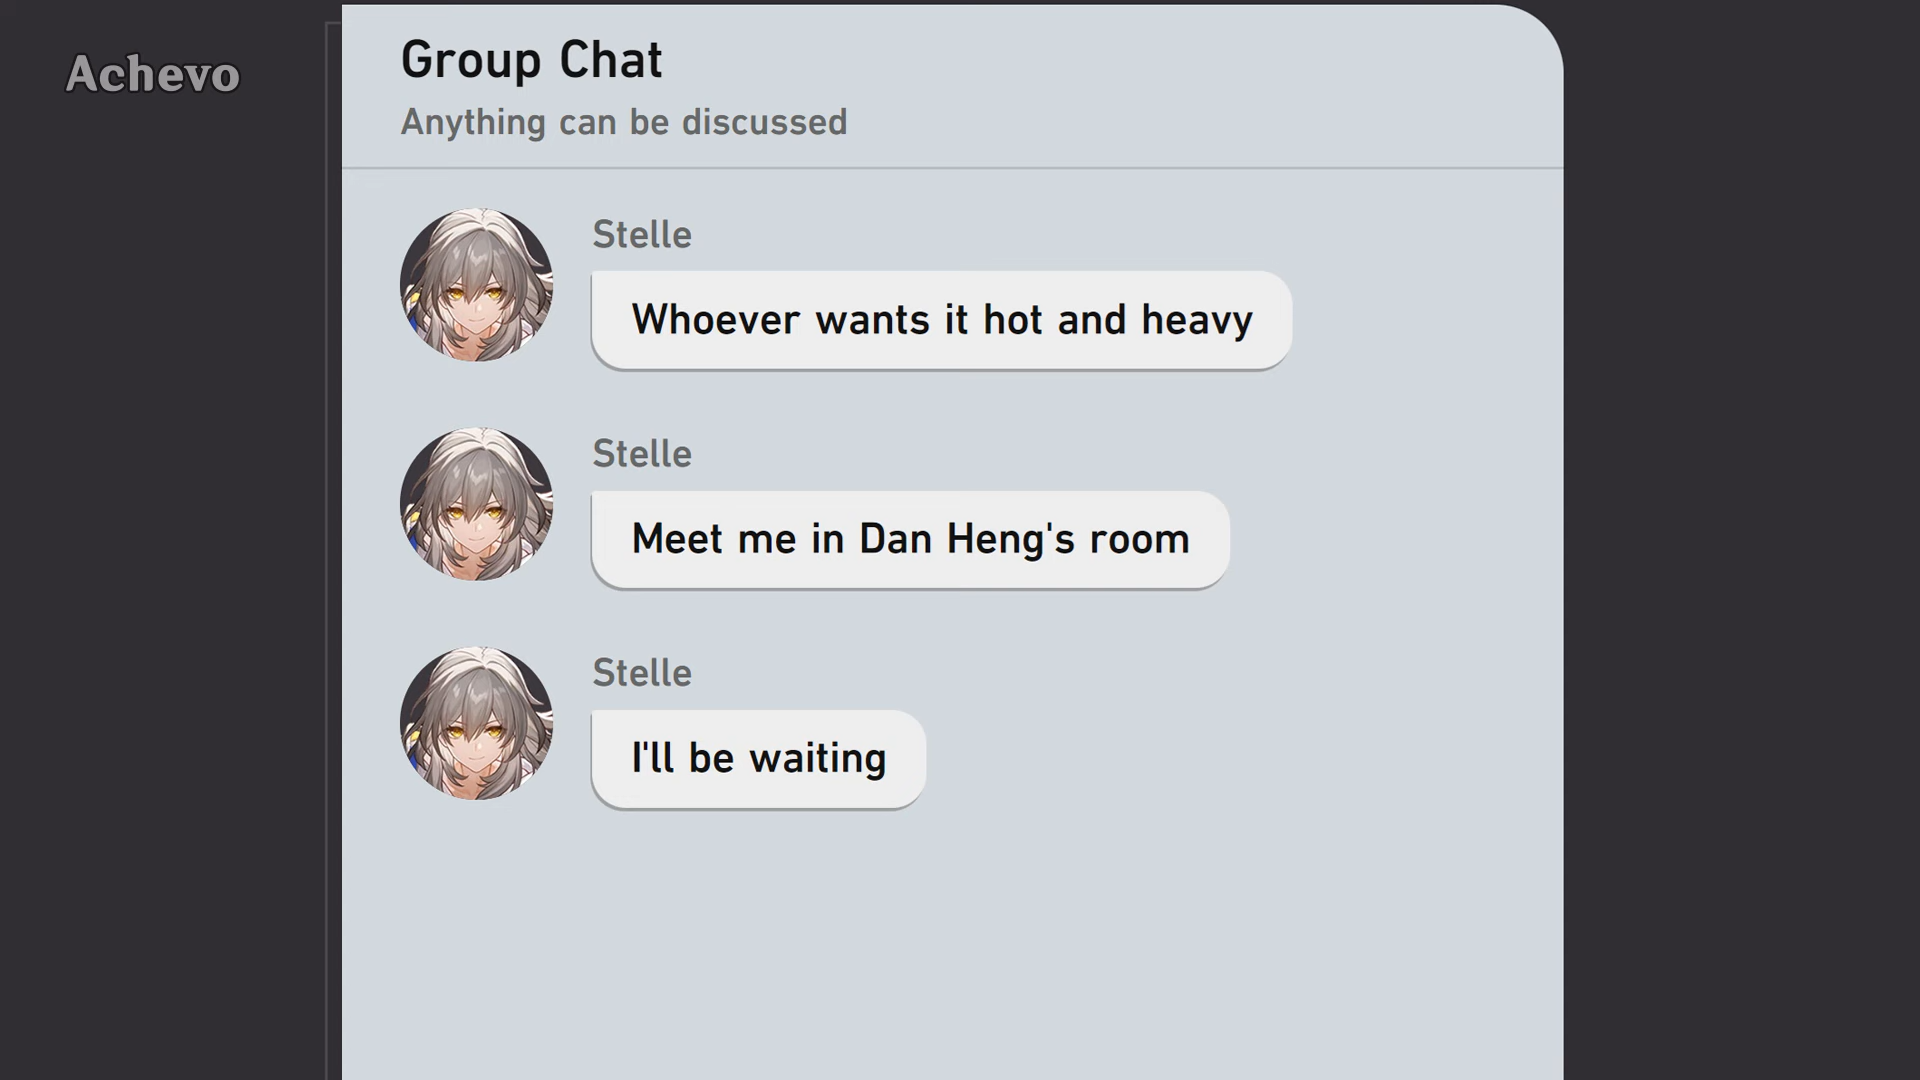 Achevo
Group Chat
Anything can be discussed
Stelle
Whoever wants it hot and heavy
Stelle
Meet me in Dan Heng's room
Stelle
I'll be waiting